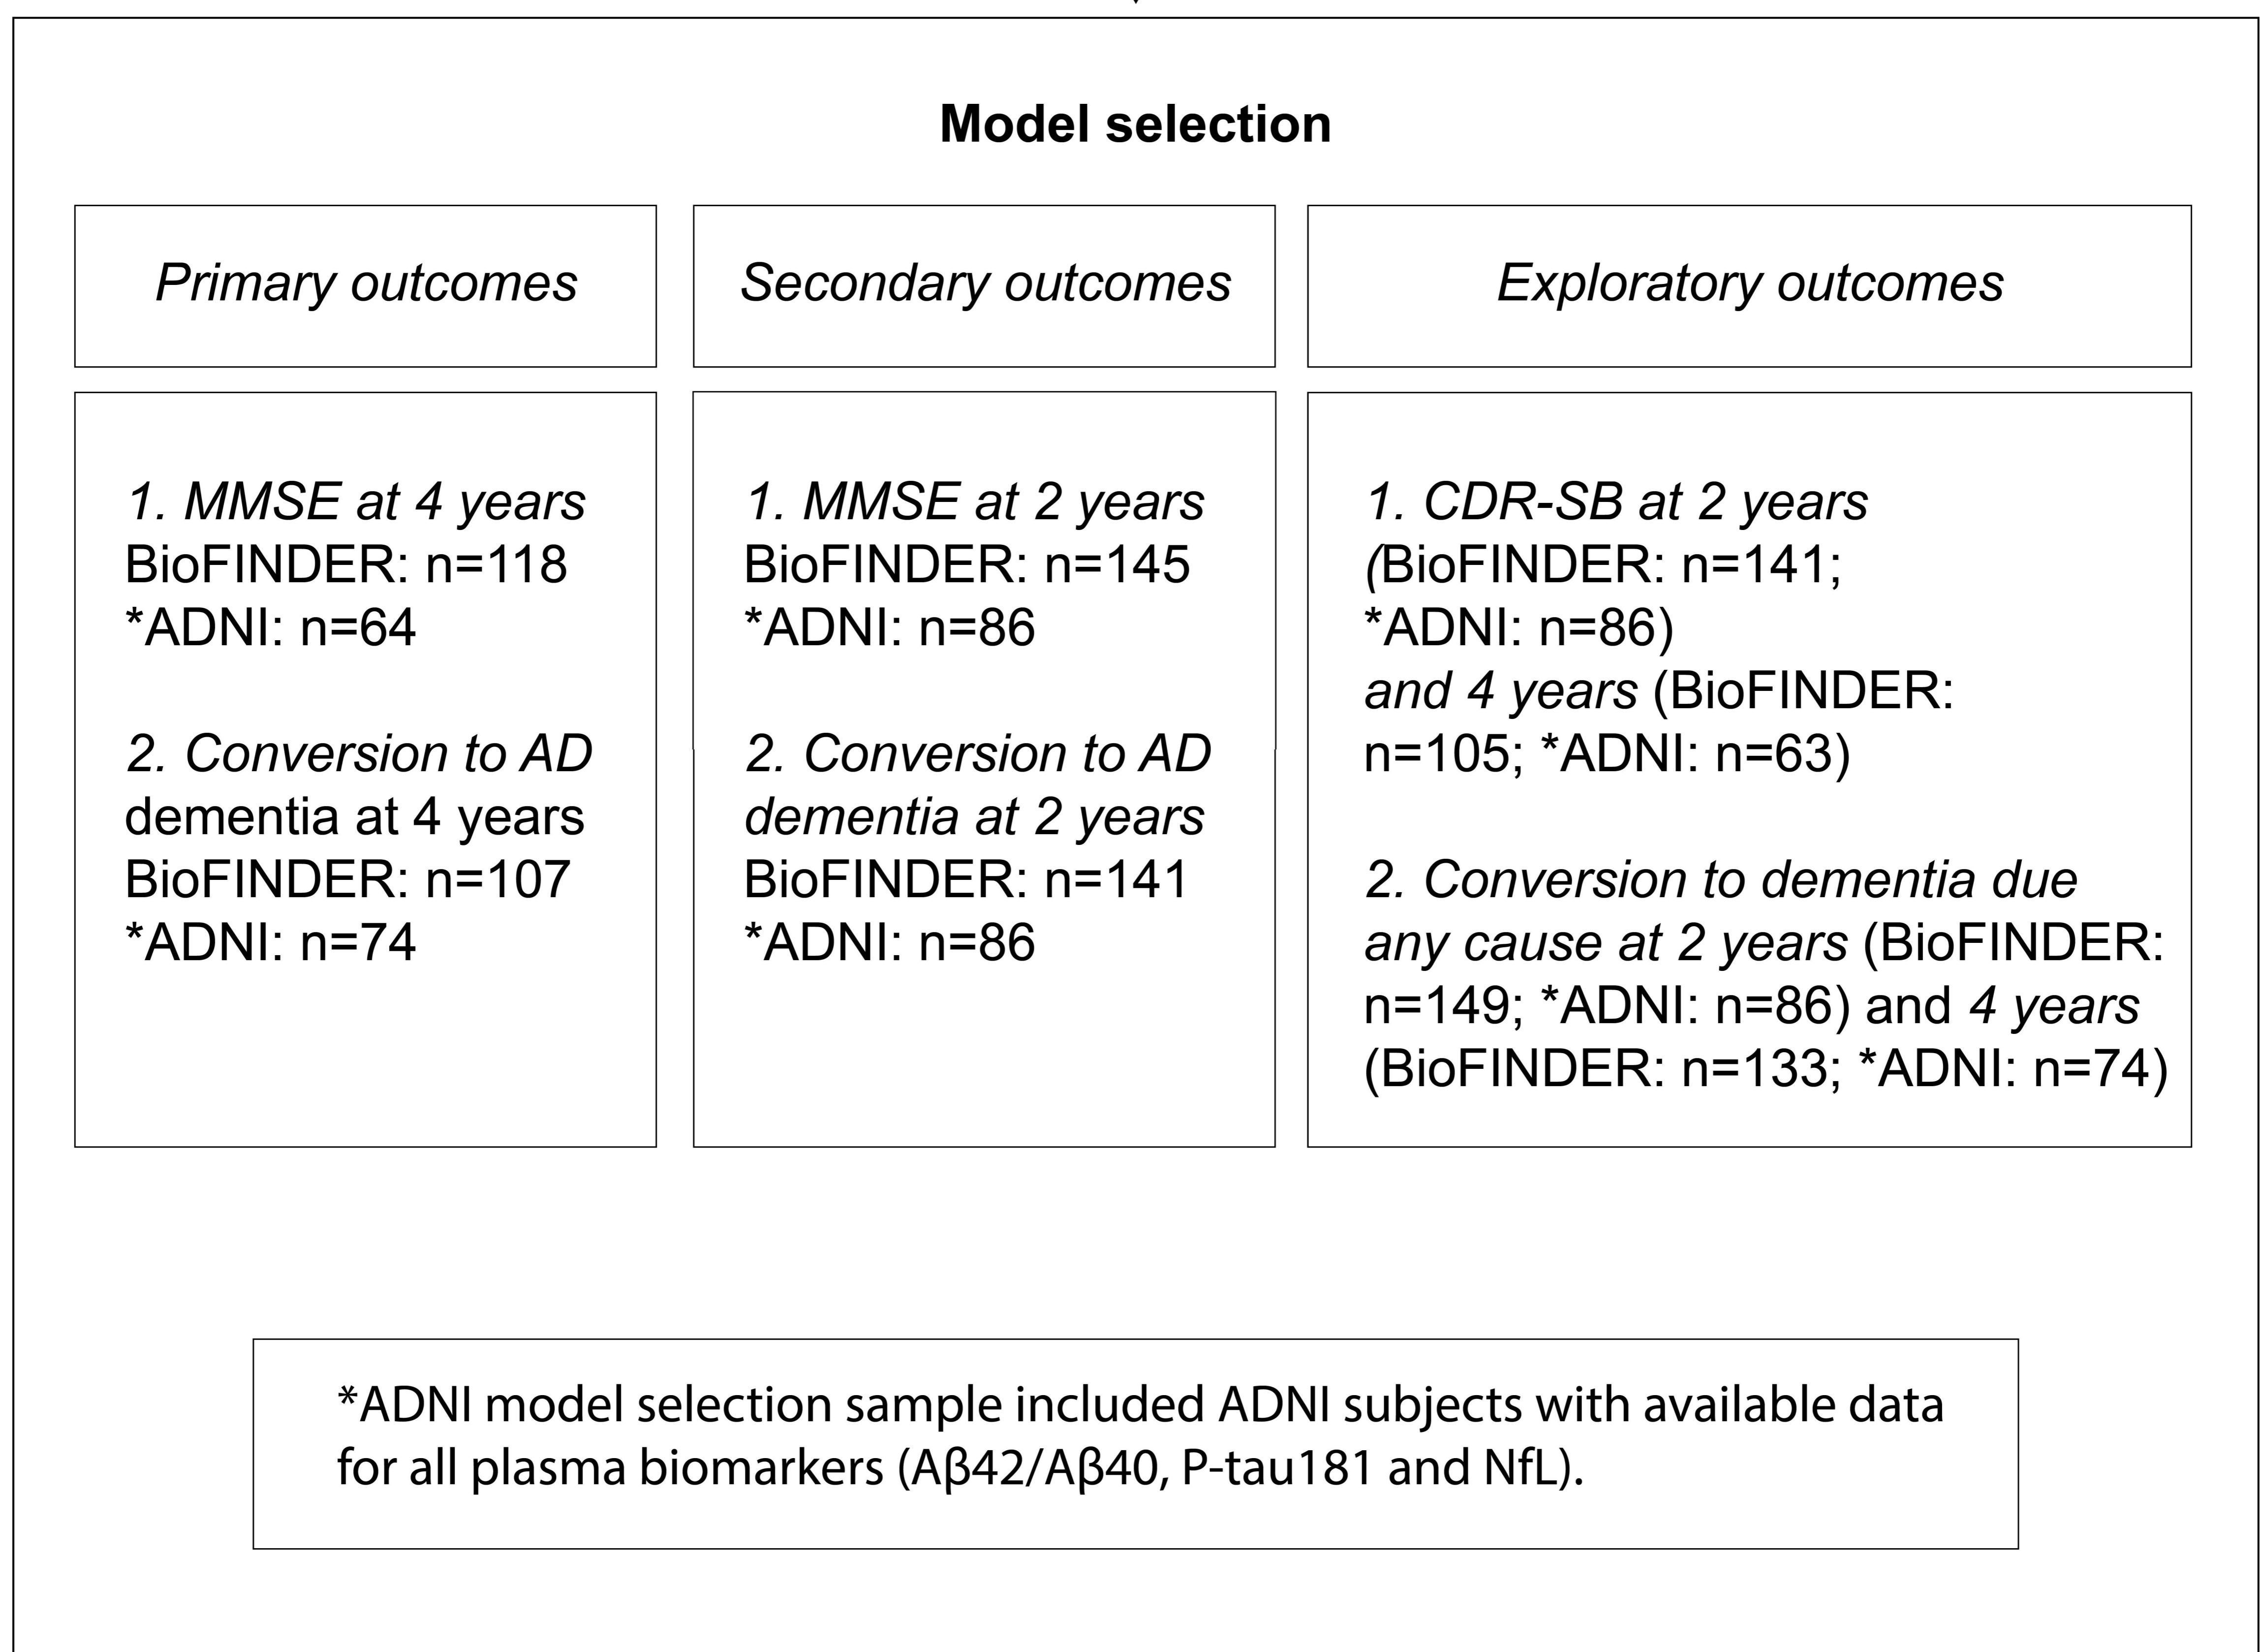 Model selection
Primary outcomes
Secondary outcomes
Exploratory outcomes
1. MMSE at 4 years
BioFINDER: n=118
*ADNI: n=64
2. Conversion to AD
dementia at 4 years
BioFINDER: n=107
*ADNI: n=74
1. MMSE at 2 years
BioFINDER: n=145
*ADNI: n=86
2. Conversion to AD
dementia at 2 years
BioFINDER: n=141
*ADNI: n=86
1. CDR-SB at 2 years
(BioFINDER: n=141;
*ADNI: n=86)
and 4 years (BioFINDER:
n=105; *ADNI: n=63)
2. Conversion to dementia due
any cause at 2 years (BioFINDER:
n=149; *ADNI: n=86) and 4 years
(BioFINDER: n=133; *ADNI: n=74)
*ADNI model selection sample included ADNI subjects with available data
for all plasma biomarkers (Aβ42/Aβ40, P-tau181 and NfL).